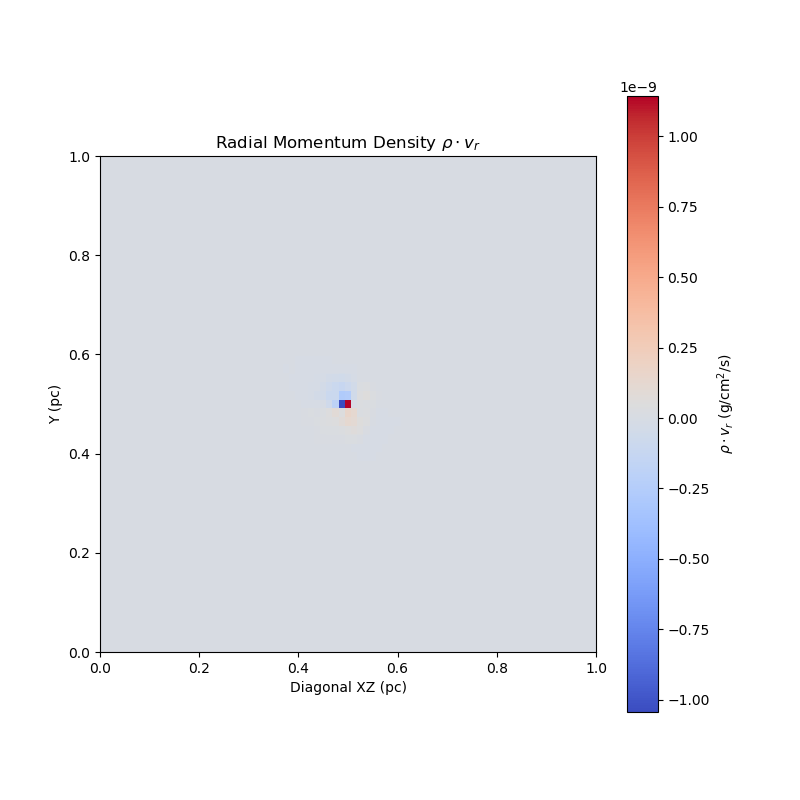 1e−9
Radial Momentum Density ρ · v_r
1.0
0.8
0.6
0.4
0.2
0.0
Y (pc)
0.0 0.2 0.4 0.6 0.8 1.0
Diagonal XZ (pc)
1.00
0.75
0.50
0.25
0.00
−0.25
−0.50
−0.75
−1.00
ρ · v_r (g/cm²/s)